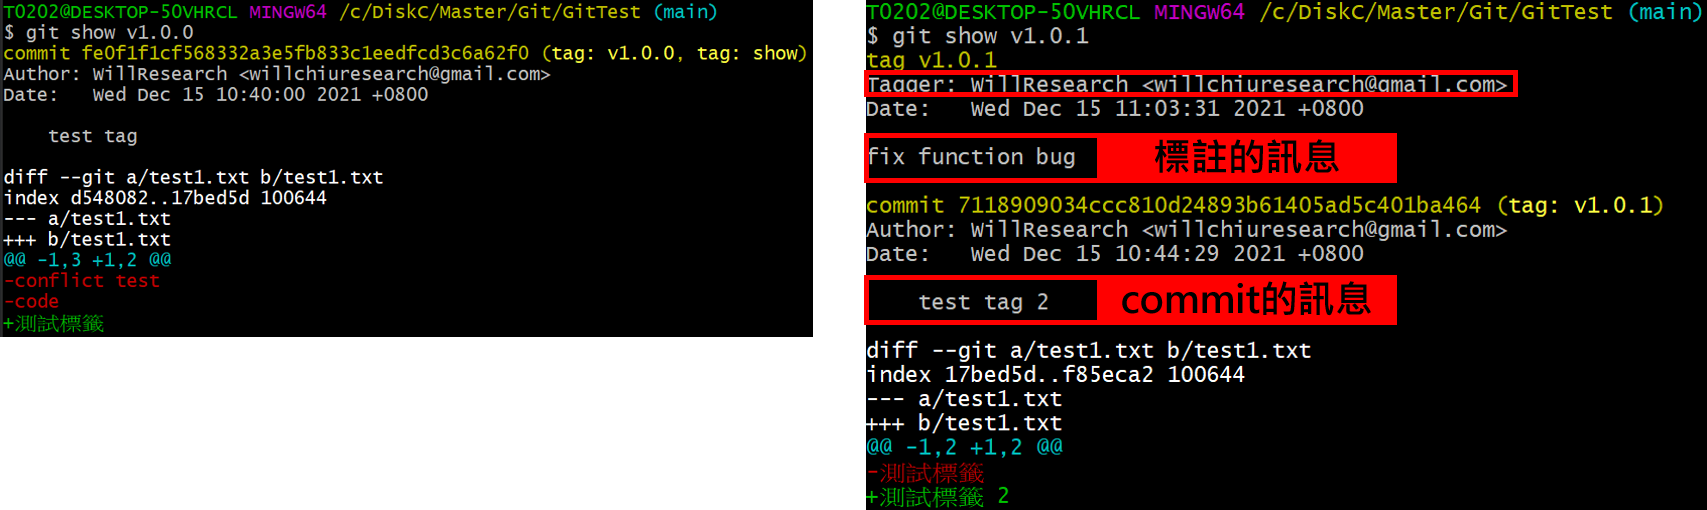 T0202@DESKTOP-50VHRCL MINGW64 /c/DiskC/Master/Git/GitTest (main)
$ git show v1.0.0
commit fe0f1f1cf568332a3e5fb833c1eedfcd3c6a62f0 (tag: v1.0.0, tag: show)
Author: WillResearch <willchiuresearch@gmail.com>
Date:   Wed Dec 15 10:40:00 2021 +0800
    test tag
diff --git a/test1.txt b/test1.txt
index d548082..17bed5d 100644
--- a/test1.txt
+++ b/test1.txt
@@ -1,3 +1,2 @@
-conflict test
-code
+測試標籤
T0202@DESKTOP-50VHRCL MINGW64 /c/DiskC/Master/Git/GitTest (main)
$ git show v1.0.1
tag v1.0.1
Tagger: WillResearch <willchiuresearch@gmail.com>
Date:   Wed Dec 15 11:03:31 2021 +0800
fix function bug 標註的訊息
commit 7118909034ccc810d24893b61405ad5c401ba464 (tag: v1.0.1)
Author: WillResearch <willchiuresearch@gmail.com>
Date:   Wed Dec 15 10:44:29 2021 +0800
    test tag 2 commit的訊息
diff --git a/test1.txt b/test1.txt
index 17bed5d..f85eca2 100644
--- a/test1.txt
+++ b/test1.txt
@@ -1,2 +1,2 @@
-測試標籤
+測試標籤 2